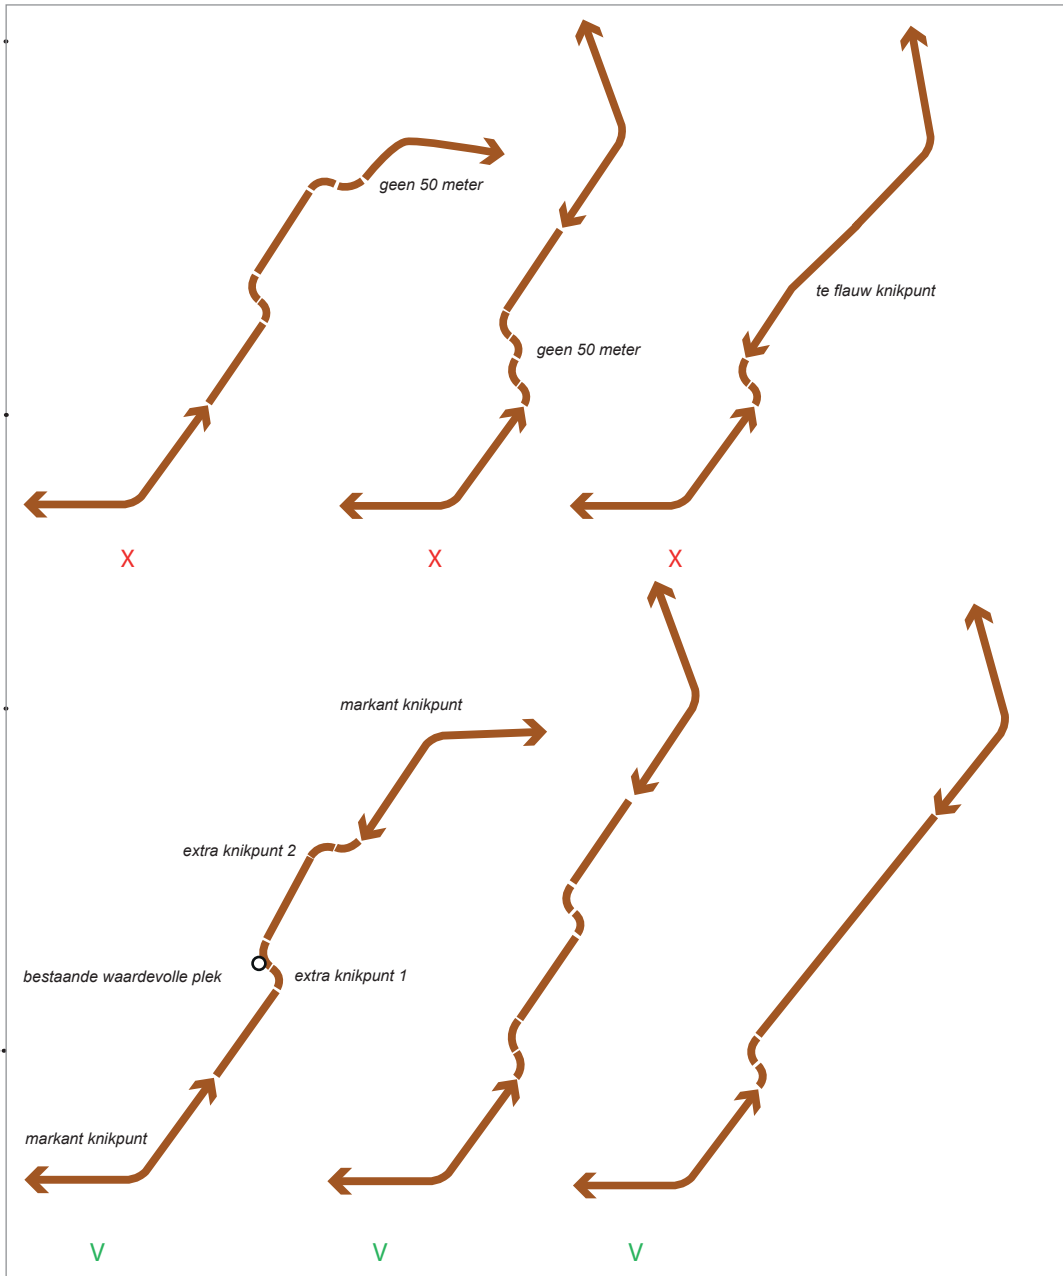 geen 50 meter
geen 50 meter
te flauw knikpunt
X
X
X
markant knikpunt
extra knikpunt 2
bestaande waardevolle plek
extra knikpunt 1
markant knikpunt
V
V
V